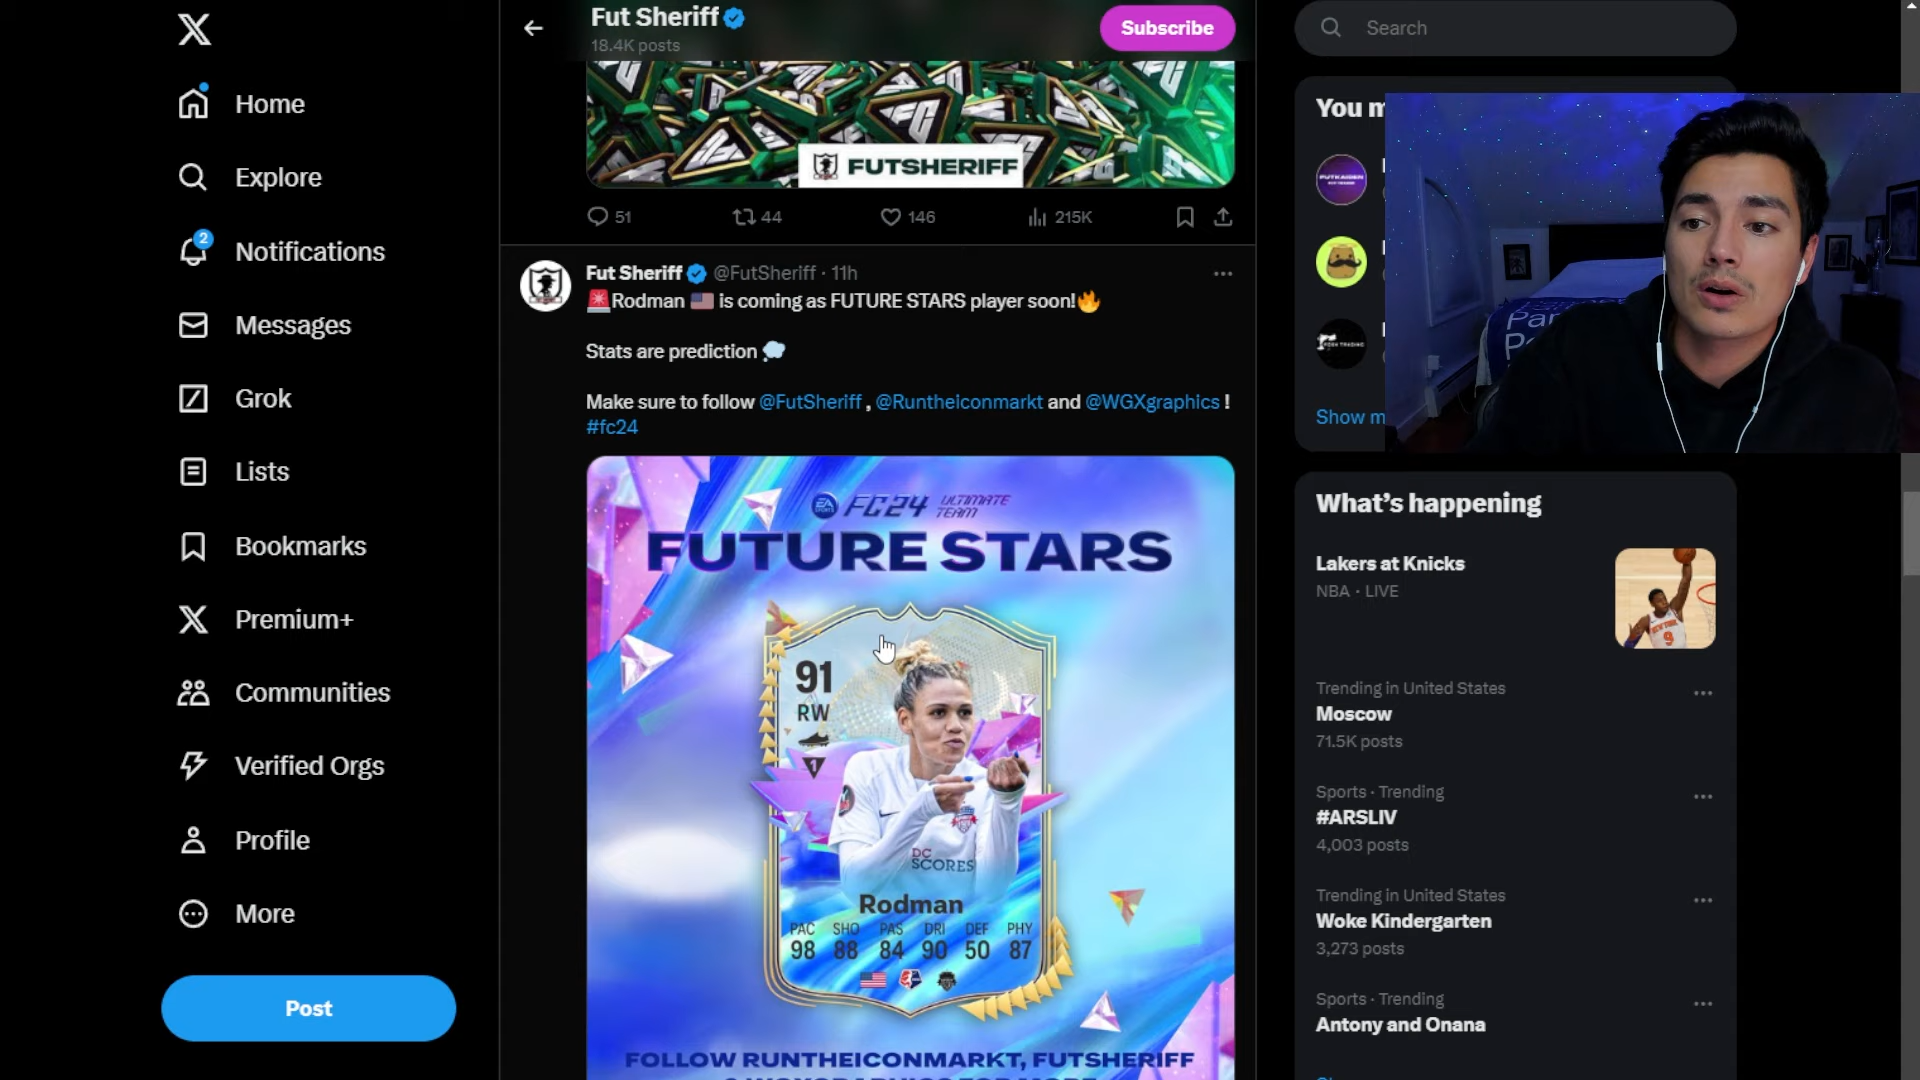 Home
Explore
2
Notifications
Messages
Grok
Lists
Bookmarks
Premium+
Communities
Verified Orgs
Profile
More
Post
Fut Sheriff
18.4K posts
Subscribe
FUTSHERIFF
51
44
146
215K
Fut Sheriff @FutSheriff · 11h
Rodman is coming as FUTURE STARS player soon!
Stats are prediction
Make sure to follow @FutSheriff , @Runtheiconmarkt and @WGXgraphics !
#fc24
EA SPORTS FC24 ULTIMATE TEAM
FUTURE STARS
91
RW
1
DC
SCORES
Rodman
PAC SHO PAS DRI DEF PHY
98 88 84 90 50 87
FOLLOW RUNTHEICONMARKT, FUTSHERIFF
Search
You m
Show m
What's happening
Lakers at Knicks
NBA · LIVE
Trending in United States
Moscow
71.5K posts
Sports · Trending
#ARSLIV
4,003 posts
Trending in United States
Woke Kindergarten
3,273 posts
Sports · Trending
Antony and Onana